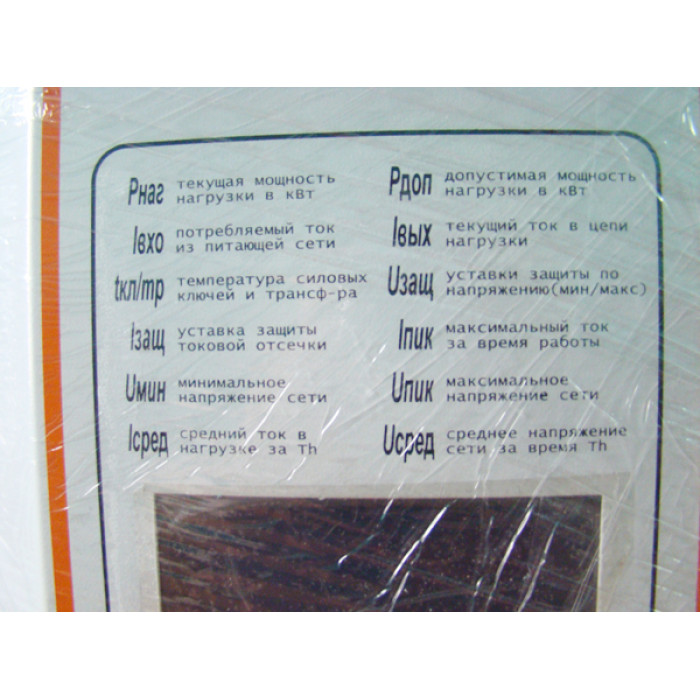 Рнаг текущая мощность
нагрузки в кВт
Iвхо потребляемый ток
из питающей сети
tкл/тр температура силовых
ключей и трансф-ра
Iзащ уставка защиты
токовой отсечки
Uмин минимальное
напряжение сети
Iсред средний ток в
нагрузке за Th
Рдоп допустимая мощность
нагрузки в кВт
Iвых текущий ток в цепи
нагрузки
Uзащ уставки защиты по
напряжению(мин/макс)
Iпик максимальный ток
за время работы
Uпик максимальное
напряжение сети
Uсред среднее напряжение
сети за время Th